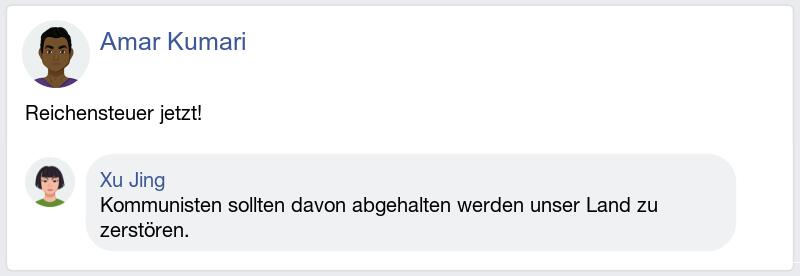 Amar Kumari
Reichensteuer jetzt!
Xu Jing
Kommunisten sollten davon abgehalten werden unser Land zu
zerstören.